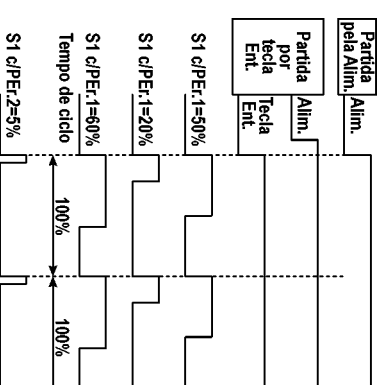 Partida
pela Alim.
Alim.
Partida
por
tecla
Ent.
Alim.
Tecla
Ent.
S1 c/PEr.1=50%
S1 c/PEr.1=20%
S1 c/PEr.1=60%
Tempo de ciclo
100%
100%
S1 c/PEr.2=5%